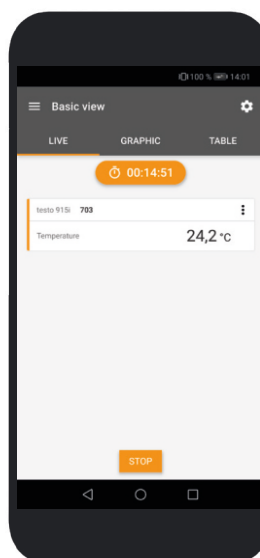 100 % 14:01
Basic view
LIVE GRAPHIC TABLE
00:14:51
testo 915i 703
Temperature 24,2 °C
STOP